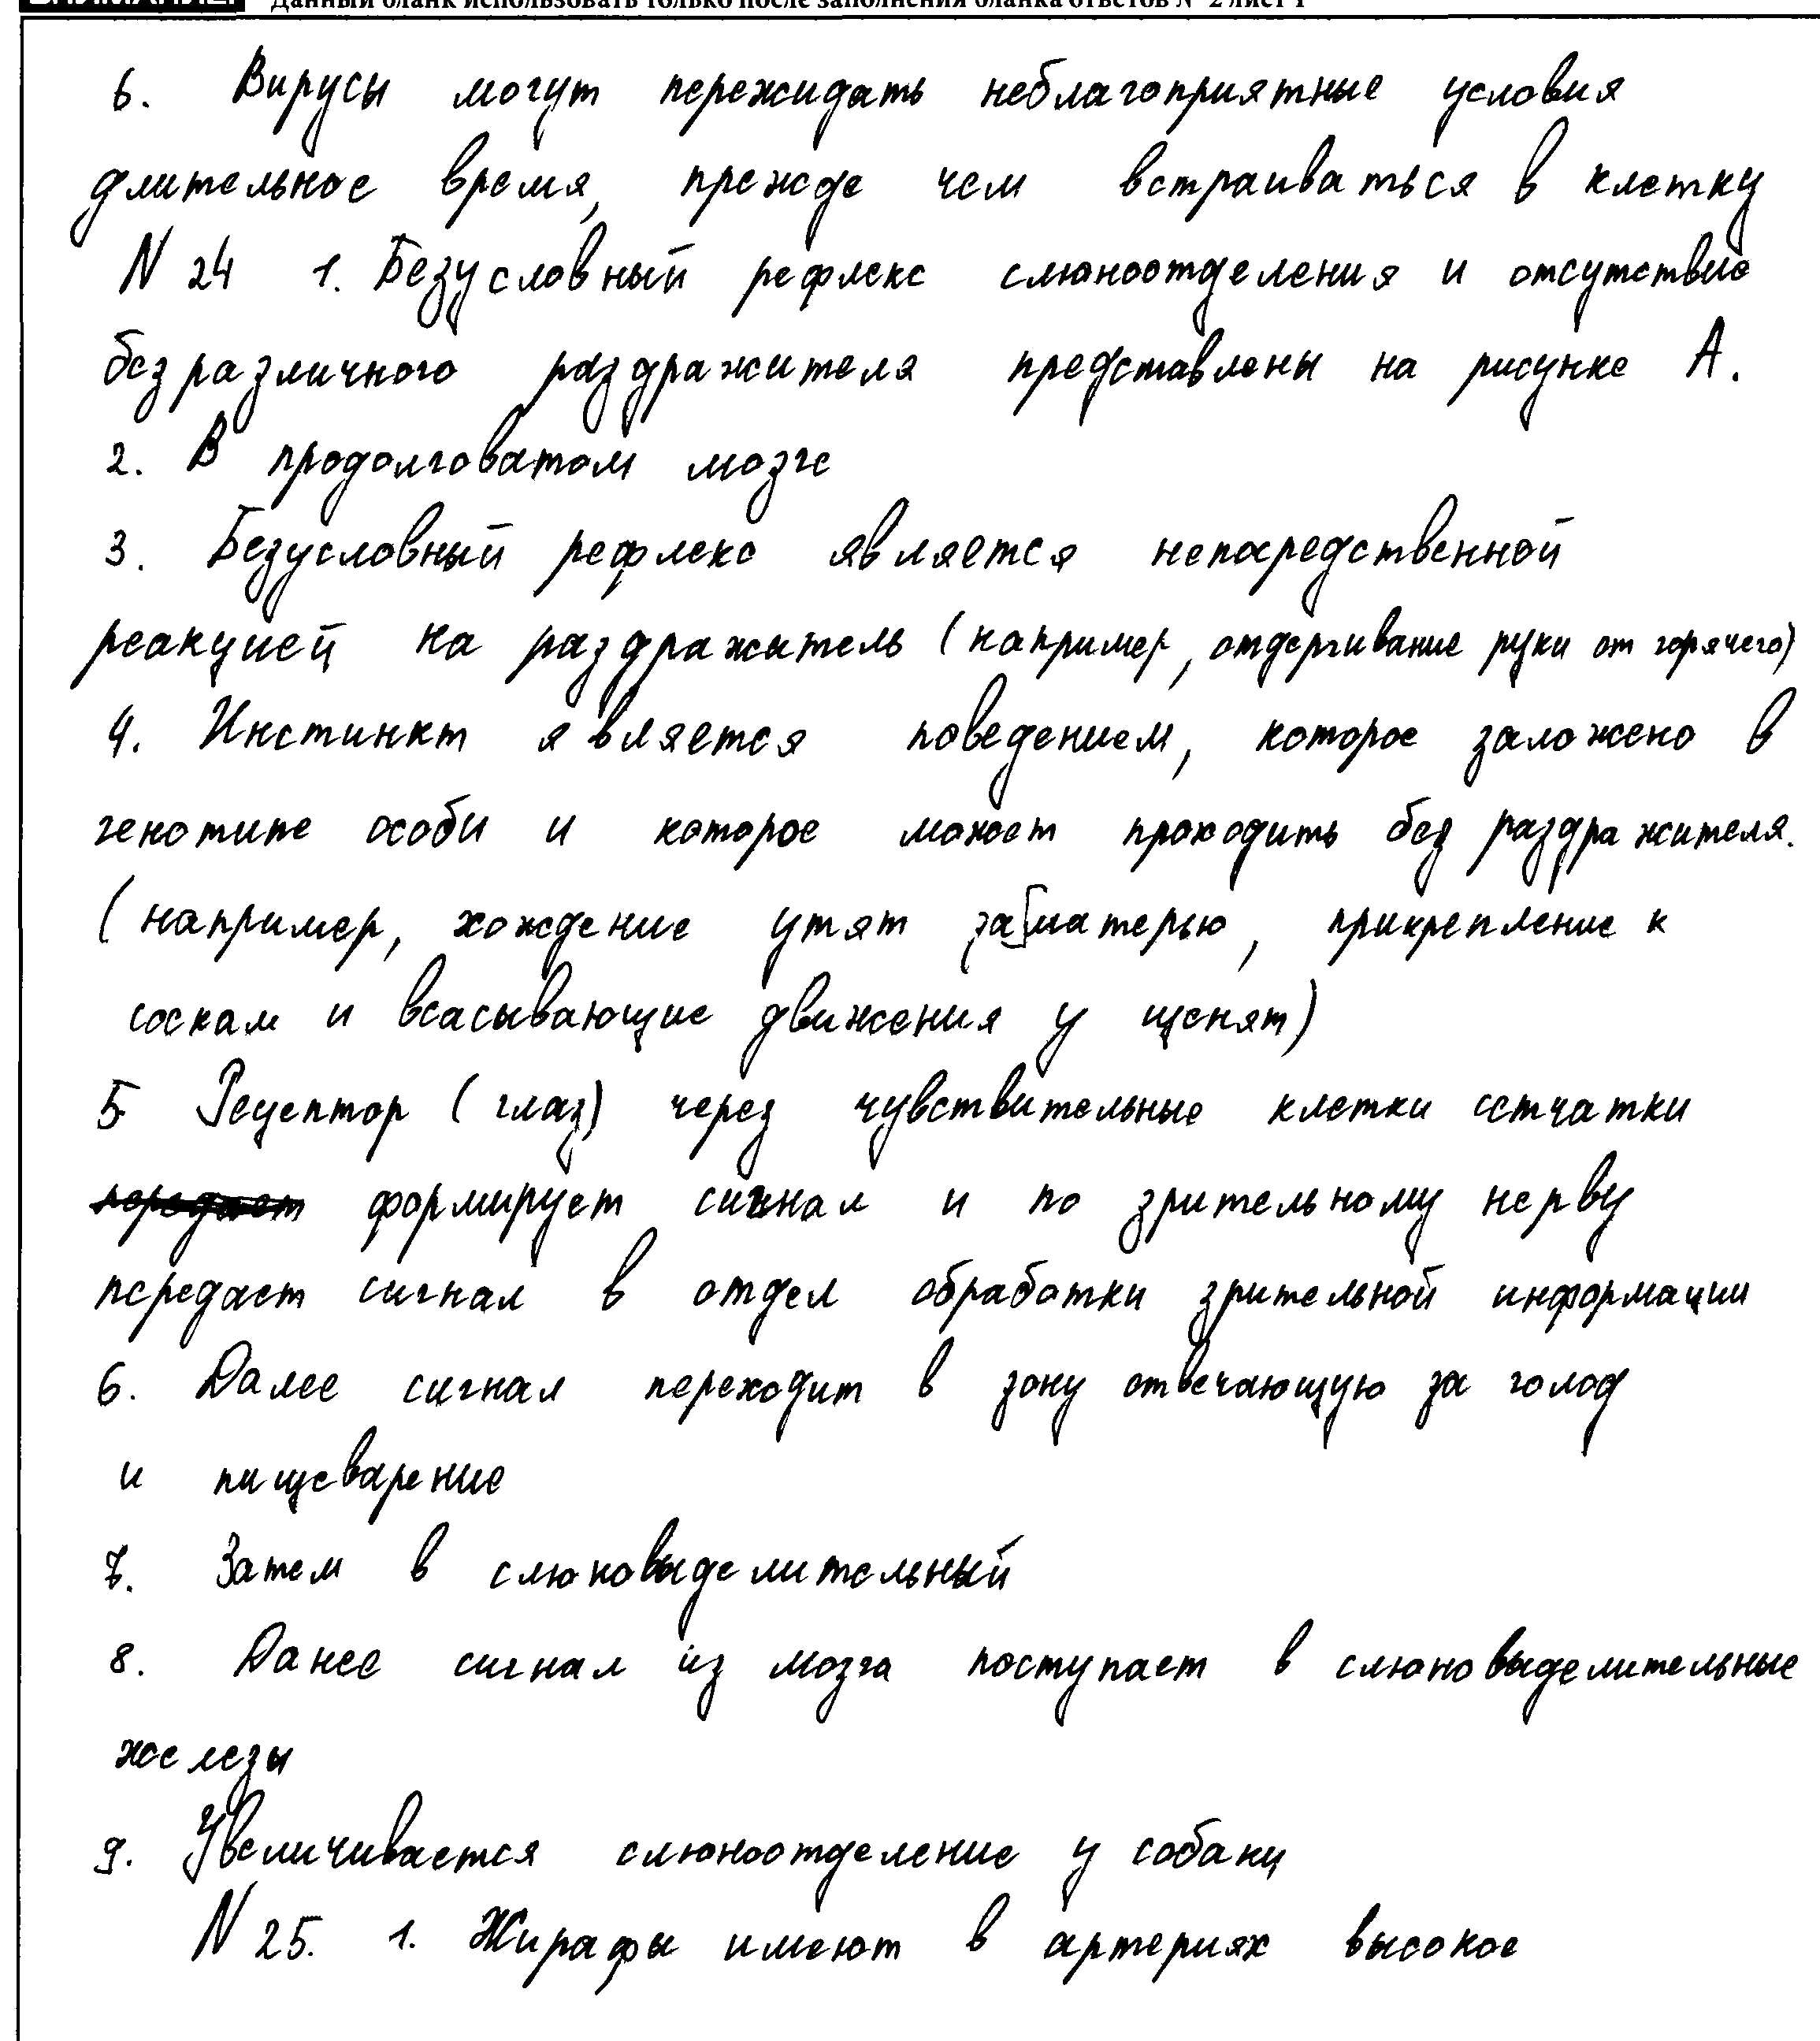 Данный бланк использовать только после заполнения бланка ответов № 2 лист 1
6. Вирусы могут пережидать неблагоприятные условия
длительное время, прежде чем встраиваться в клетку
N 24 1. Безусловный рефлекс слюноотделения и отсутствие
безразличного раздражителя представлены на рисунке А.
2. В продолговатом мозге
3. Безусловный рефлекс является непосредственной
реакцией на раздражитель (например, отдергивание руки от горячего)
4. Инстинкт является поведением, которое заложено в
генотипе особи и которое может проходить без раздражителя.
(например, хождение утят за матерью, прикрепление к
соскам и всасывающие движения у щенят)
5 Рецептор (глаз) через чувствительные клетки сетчатки
передает формирует сигнал и по зрительному нерву
передает сигнал в отдел обработки зрительной информации
6. Далее сигнал переходит в зону отвечающую за голод
и пищеварение
7. Затем в слюновыделительный
8. Данее сигнал из мозга поступает в слюновыделительные
железы
9. Увеличивается слюноотделение у собаки
N 25. 1. Жирафы имеют в артериях высокое